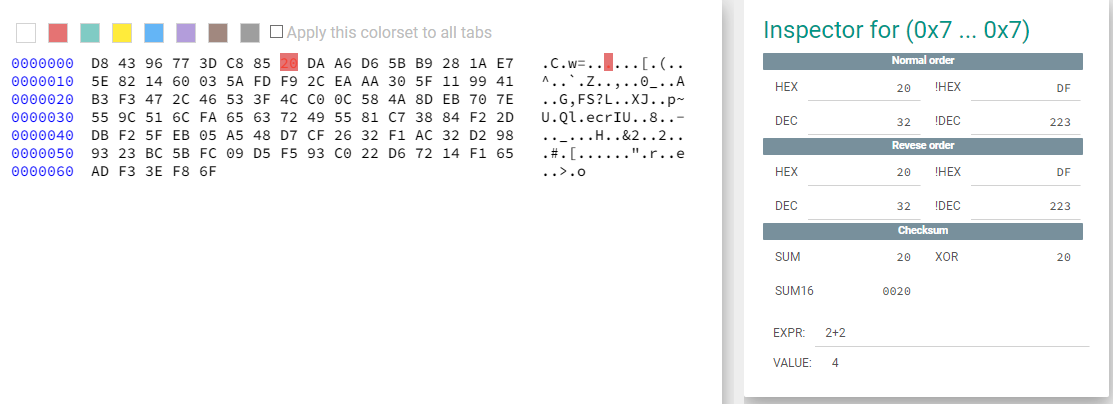 Apply this colorset to all tabs
0000000 D8 43 96 77 3D C8 85 20 DA A6 D6 5B B9 28 1A E7 .C.w=......[.(..
0000010 5E 82 14 60 03 5A FD F9 2C EA AA 30 5F 11 99 41 ^..`.Z..,..0_..A
0000020 B3 F3 47 2C 46 53 3F 4C C0 0C 58 4A 8D EB 70 7E ..G,FS?L..XJ..p~
0000030 55 9C 51 6C FA 65 63 72 49 55 81 C7 38 84 F2 2D U.Ql.ecrIU..8..-
0000040 DB F2 5F EB 05 A5 48 D7 CF 26 32 F1 AC 32 D2 98 .._...H..&2..2..
0000050 93 23 BC 5B FC 09 D5 F5 93 C0 22 D6 72 14 F1 65 .#.[......".r..e
0000060 AD F3 3E F8 6F ..>.o
Inspector for (0x7 ... 0x7)
Normal order
HEX 20 !HEX DF
DEC 32 !DEC 223
Revese order
HEX 20 !HEX DF
DEC 32 !DEC 223
Checksum
SUM 20 XOR 20
SUM16 0020
EXPR: 2+2
VALUE: 4